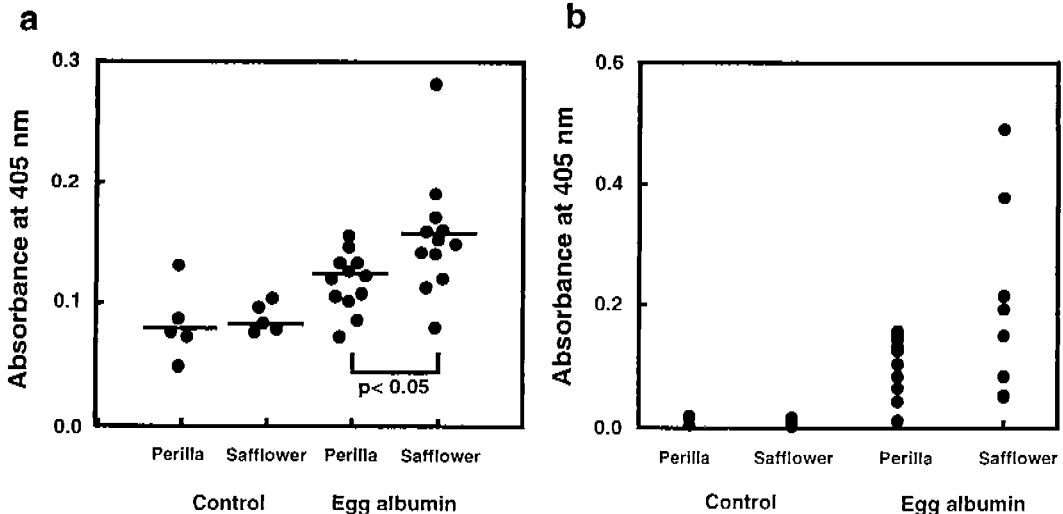 a
0.3
0.2
0.1
0.0
Absorbance at 405 nm
p< 0.05
Perilla Safflower Perilla Safflower
Control Egg albumin
b
0.6
0.4
0.2
0.0
Absorbance at 405 nm
Perilla Safflower Perilla Safflower
Control Egg albumin